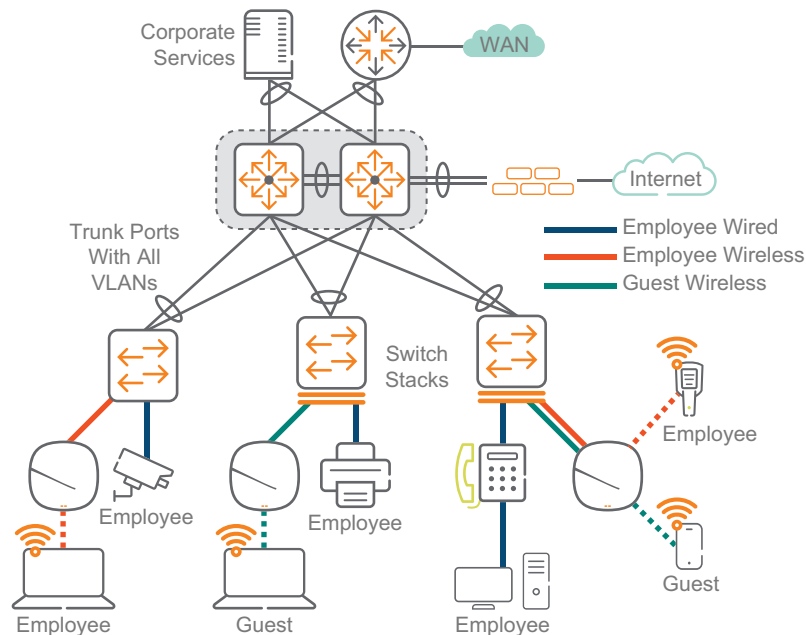 Corporate
Services
WAN
Internet
Trunk Ports
With All
VLANs
Employee Wired
Employee Wireless
Guest Wireless
Switch
Stacks
Employee
Employee
Employee
Guest
Employee
Guest
Employee